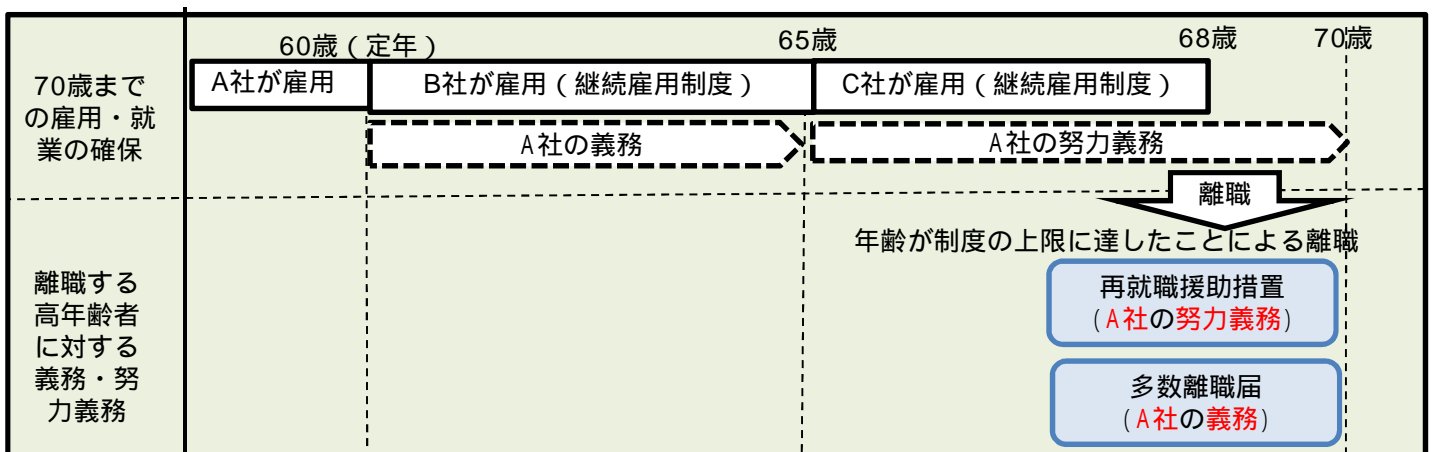 60歳(定年)
65歳
68歳
70歳
70歳まで
の雇用・就
業の確保
A社が雇用
B社が雇用(継続雇用制度)
C社が雇用(継続雇用制度)
A社の義務
A社の努力義務
離職
年齢が制度の上限に達したことによる離職
離職する
高年齢者
に対する
義務・努
力義務
再就職援助措置
(A社の努力義務)
多数離職届
(A社の義務)